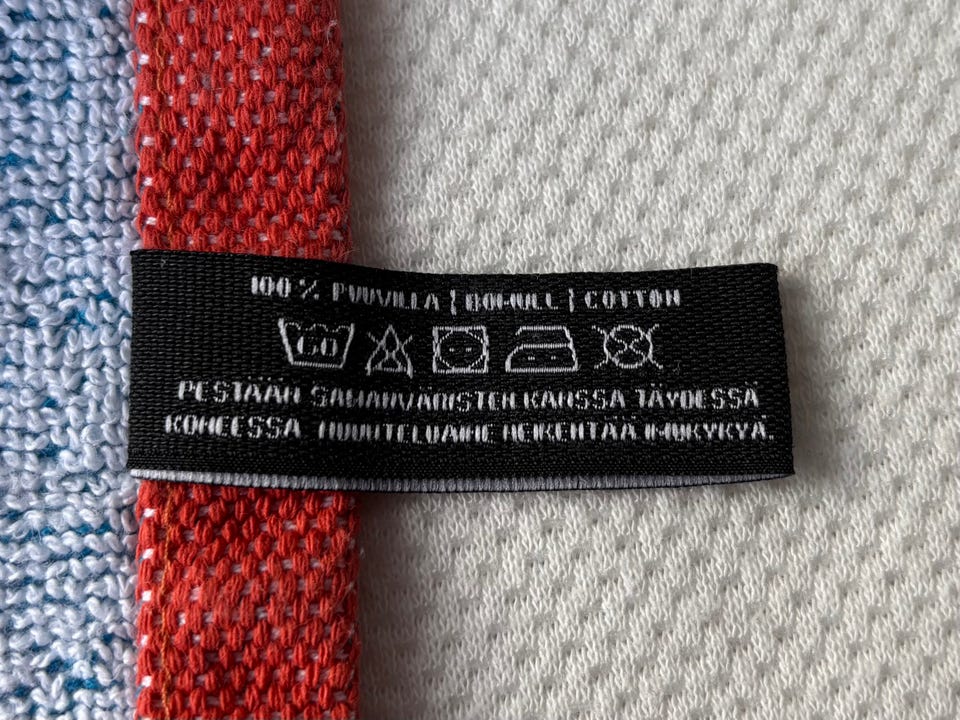 100 % PUUVILLA | BOMULL | COTTON
60
PESTÄÄN SAMANVÄRISTEN KANSSA TÄYDESSÄ
KONEESSA. HUUHTELUAINE HEIKENTÄÄ IMUKYKYÄ.